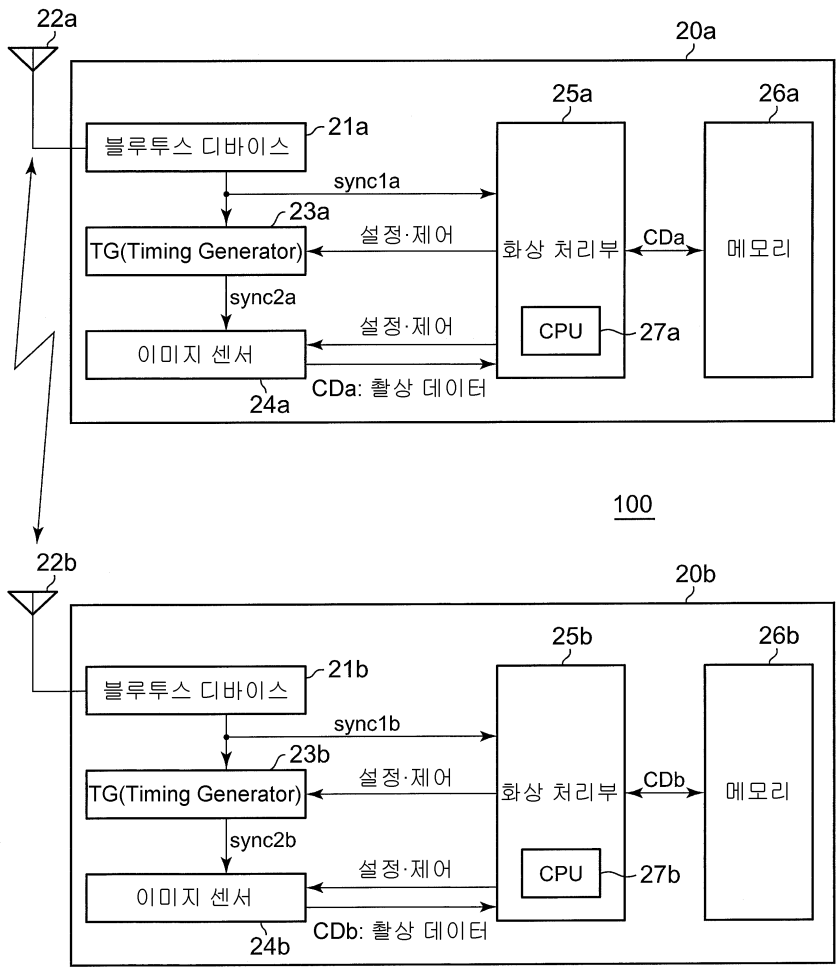 22a
20a
25a
26a
블루투스 디바이스
21a
sync1a
23a
TG(Timing Generator)
설정·제어
화상 처리부
CDa
메모리
sync2a
설정·제어
CPU
27a
이미지 센서
24a
CDa: 촬상 데이터
100
22b
20b
25b
26b
블루투스 디바이스
21b
sync1b
23b
TG(Timing Generator)
설정·제어
화상 처리부
CDb
메모리
sync2b
설정·제어
CPU
27b
이미지 센서
24b
CDb: 촬상 데이터